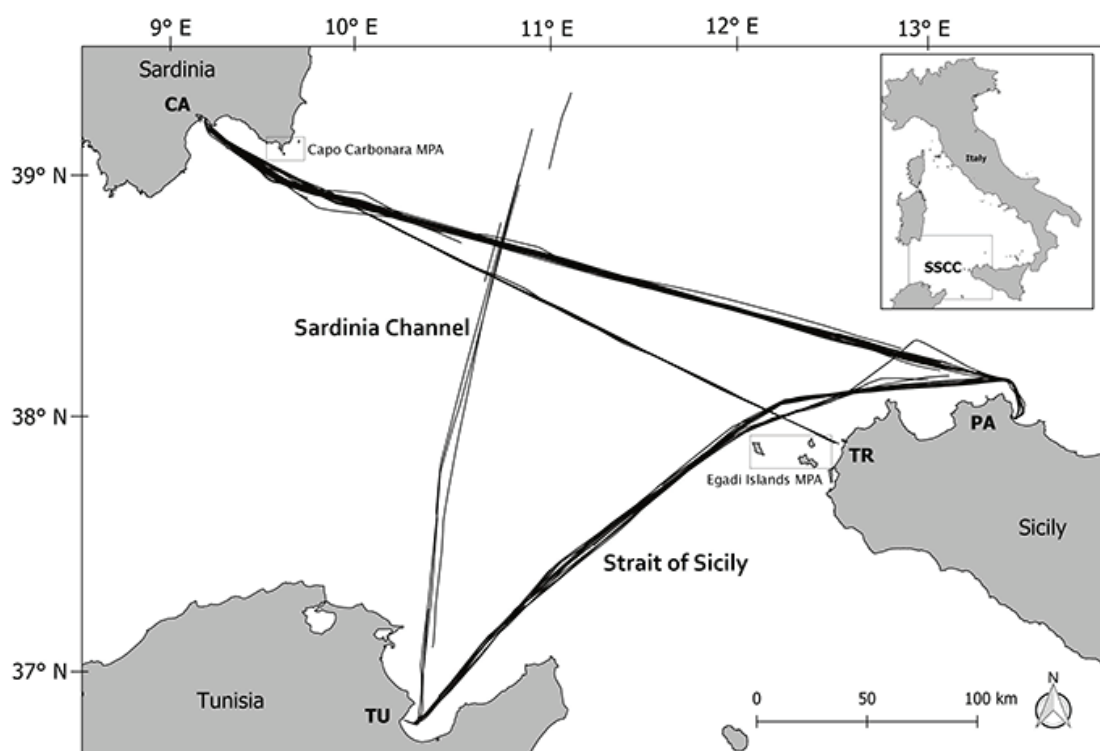 9° E 10° E 11° E 12° E 13° E
Sardinia
CA
Capo Carbonara MPA
39° N
Italy
SSCC
Sardinia Channel
38° N
PA
TR
Egadi Islands MPA
Sicily
Strait of Sicily
37° N
Tunisia
TU
0 50 100 km
N